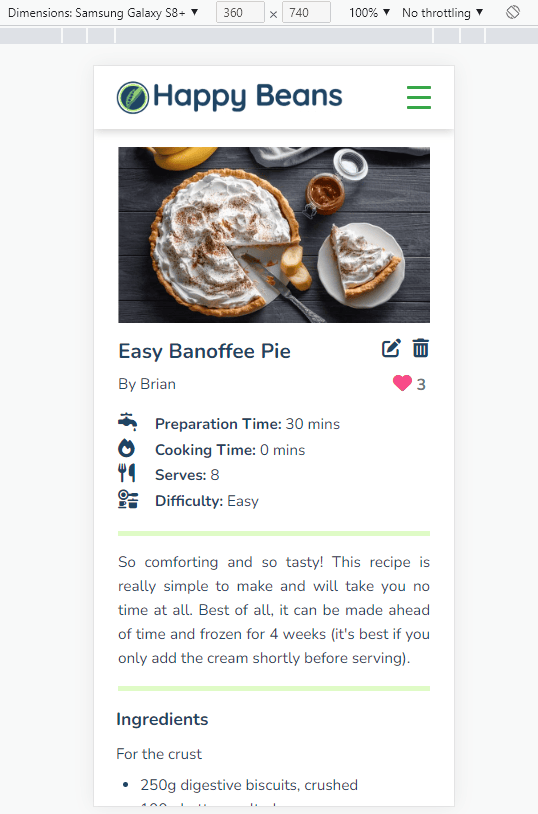 Dimensions: Samsung Galaxy S8+ ▼ 360 × 740 100% ▼ No throttling ▼
Happy Beans
Easy Banoffee Pie
By Brian 3
Preparation Time: 30 mins
Cooking Time: 0 mins
Serves: 8
Difficulty: Easy
So comforting and so tasty! This recipe is
really simple to make and will take you no
time at all. Best of all, it can be made ahead
of time and frozen for 4 weeks (it's best if you
only add the cream shortly before serving).
Ingredients
For the crust
• 250g digestive biscuits, crushed